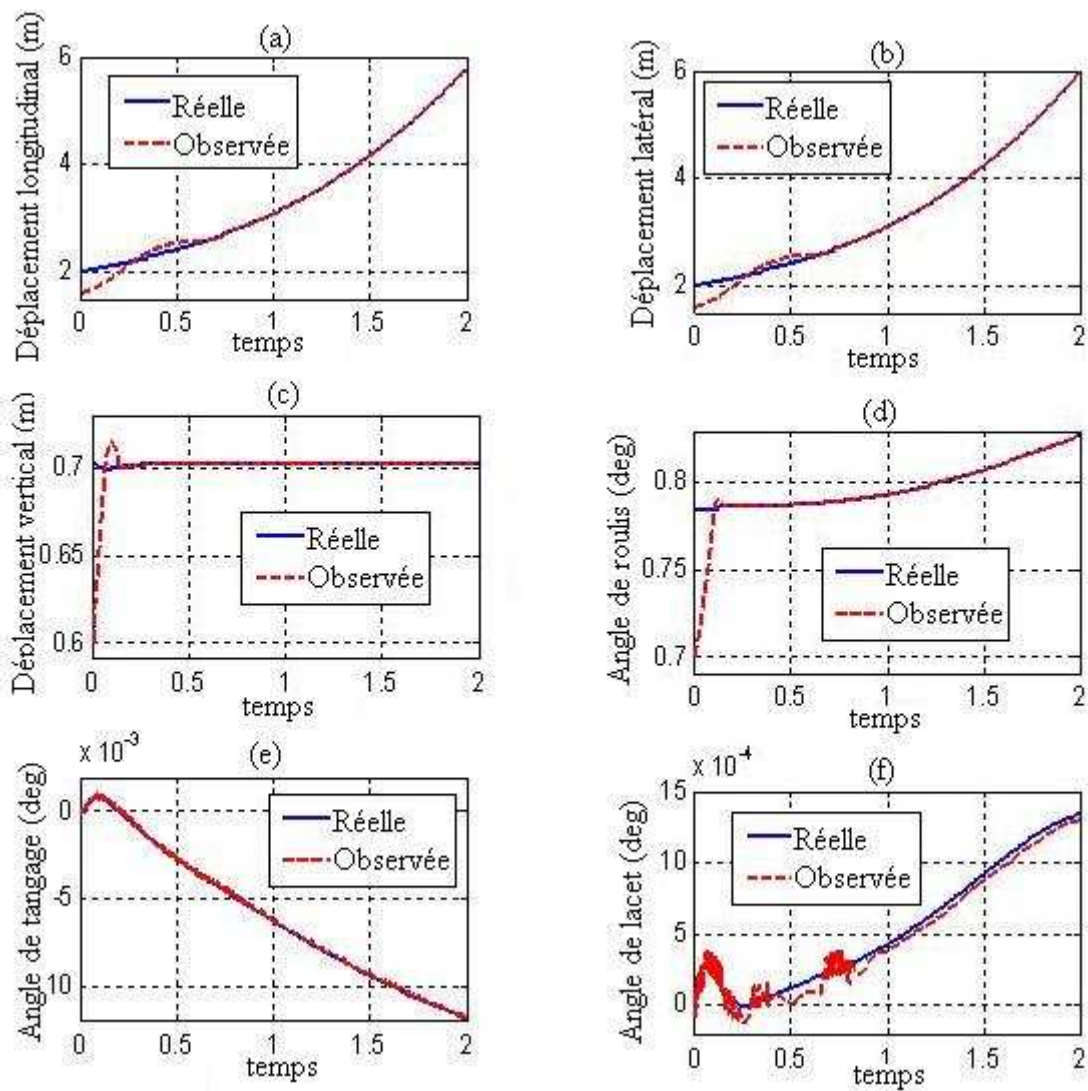 (a)
Déplacement longitudinal (m)
6
4
2
Réelle
Observée
0 0.5 1 1.5 2
temps
(b)
Déplacement latéral (m)
6
4
2
Réelle
Observée
0 0.5 1 1.5 2
temps
(c)
Déplacement vertical (m)
0.7
0.65
0.6
Réelle
Observée
0 0.5 1 1.5 2
temps
(d)
Angle de roulis (deg)
0.8
0.75
0.7
Réelle
Observée
0 0.5 1 1.5 2
temps
x 10⁻³
(e)
Angle de tangage (deg)
0
-5
10
Réelle
Observée
0 0.5 1 1.5 2
temps
x 10⁻⁴
(f)
Angle de lacet (deg)
15
10
5
0
Réelle
Observée
0 0.5 1 1.5 2
temps